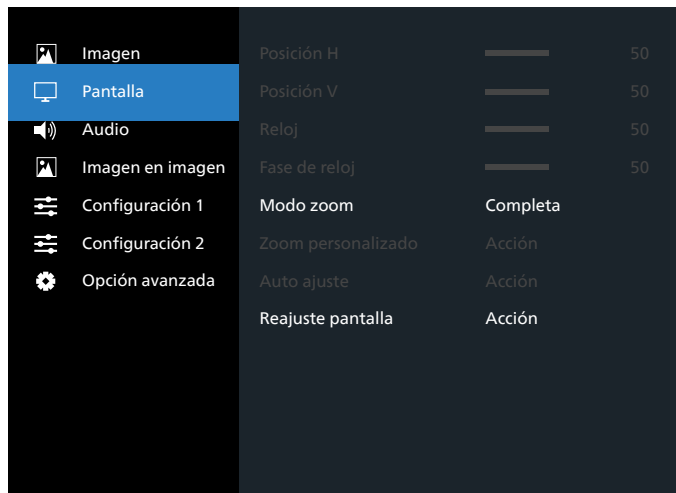 Imagen
Posición H 50
Pantalla
Posición V 50
Audio
Reloj 50
Imagen en imagen
Fase de reloj 50
Configuración 1
Modo zoom Completa
Configuración 2
Zoom personalizado Acción
Opción avanzada
Auto ajuste Acción
Reajuste pantalla Acción